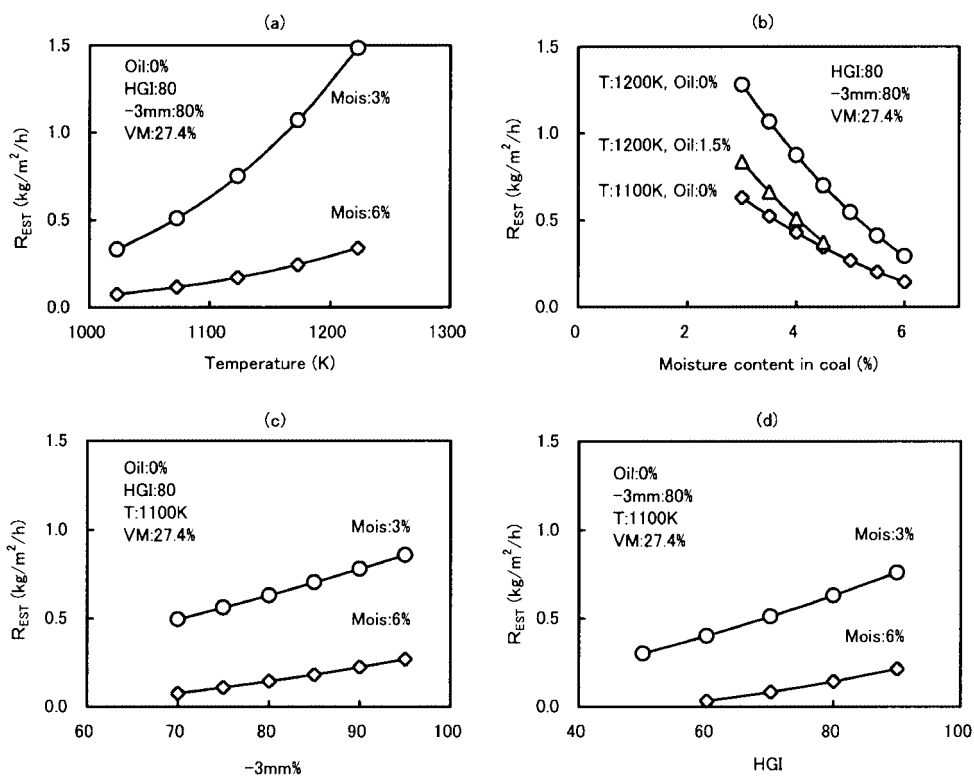 (a)
1.5
1.0
0.5
0.0
R_EST (kg/m²/h)
Oil:0%
HGI:80
-3mm:80%
VM:27.4%
Mois:3%
Mois:6%
1000 1100 1200 1300
Temperature (K)
(b)
1.5
1.0
0.5
0.0
R_EST (kg/m²/h)
T:1200K, Oil:0%
T:1200K, Oil:1.5%
T:1100K, Oil:0%
HGI:80
-3mm:80%
VM:27.4%
0 2 4 6
Moisture content in coal (%)
(c)
1.5
1.0
0.5
0.0
R_EST (kg/m²/h)
Oil:0%
HGI:80
T:1100K
VM:27.4%
Mois:3%
Mois:6%
60 70 80 90 100
-3mm%
(d)
1.5
1.0
0.5
0.0
R_EST (kg/m²/h)
Oil:0%
-3mm:80%
T:1100K
VM:27.4%
Mois:3%
Mois:6%
40 60 80 100
HGI